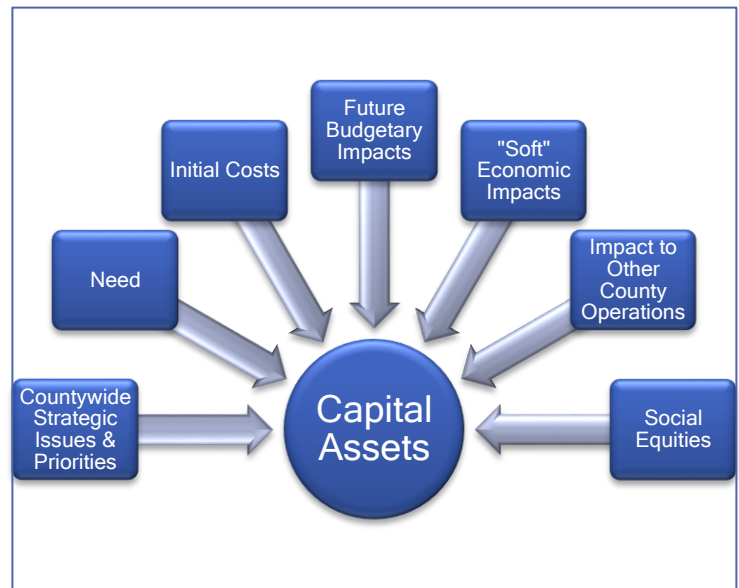 Countywide
Strategic
Issues &
Priorities
Need
Initial Costs
Future
Budgetary
Impacts
"Soft"
Economic
Impacts
Impact to
Other
County
Operations
Social
Equities
Capital
Assets